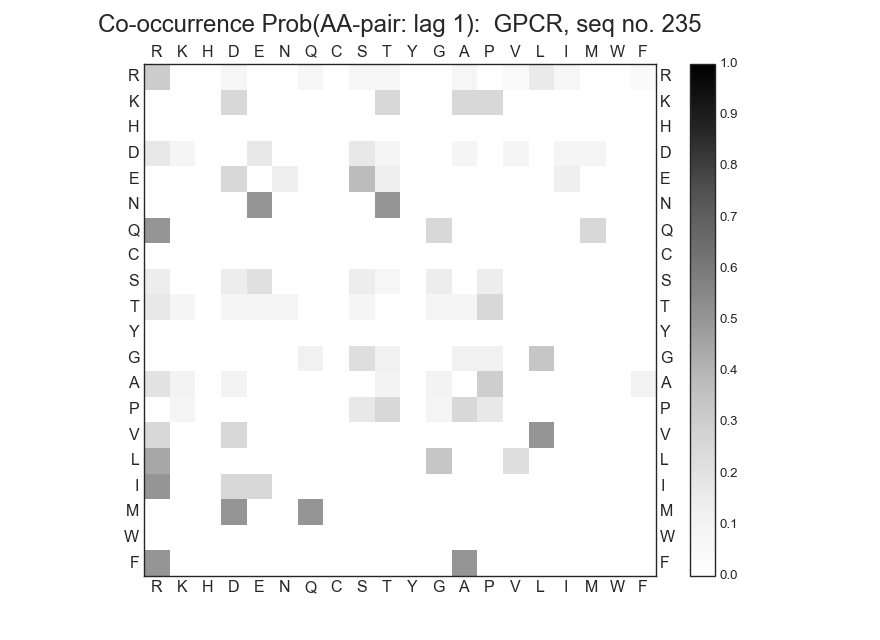 Co-occurrence Prob(AA-pair: lag 1):  GPCR, seq no. 235
R K H D E N Q C S T Y G A P V L I M W F
R R 1.0
K K 0.9
H H
D D 0.8
E E
N N 0.7
Q Q
C C 0.6
S S
T T 0.5
Y Y
G G 0.4
A A
P P 0.3
V V
L L 0.2
I I
M M 0.1
W W
F F 0.0
R K H D E N Q C S T Y G A P V L I M W F